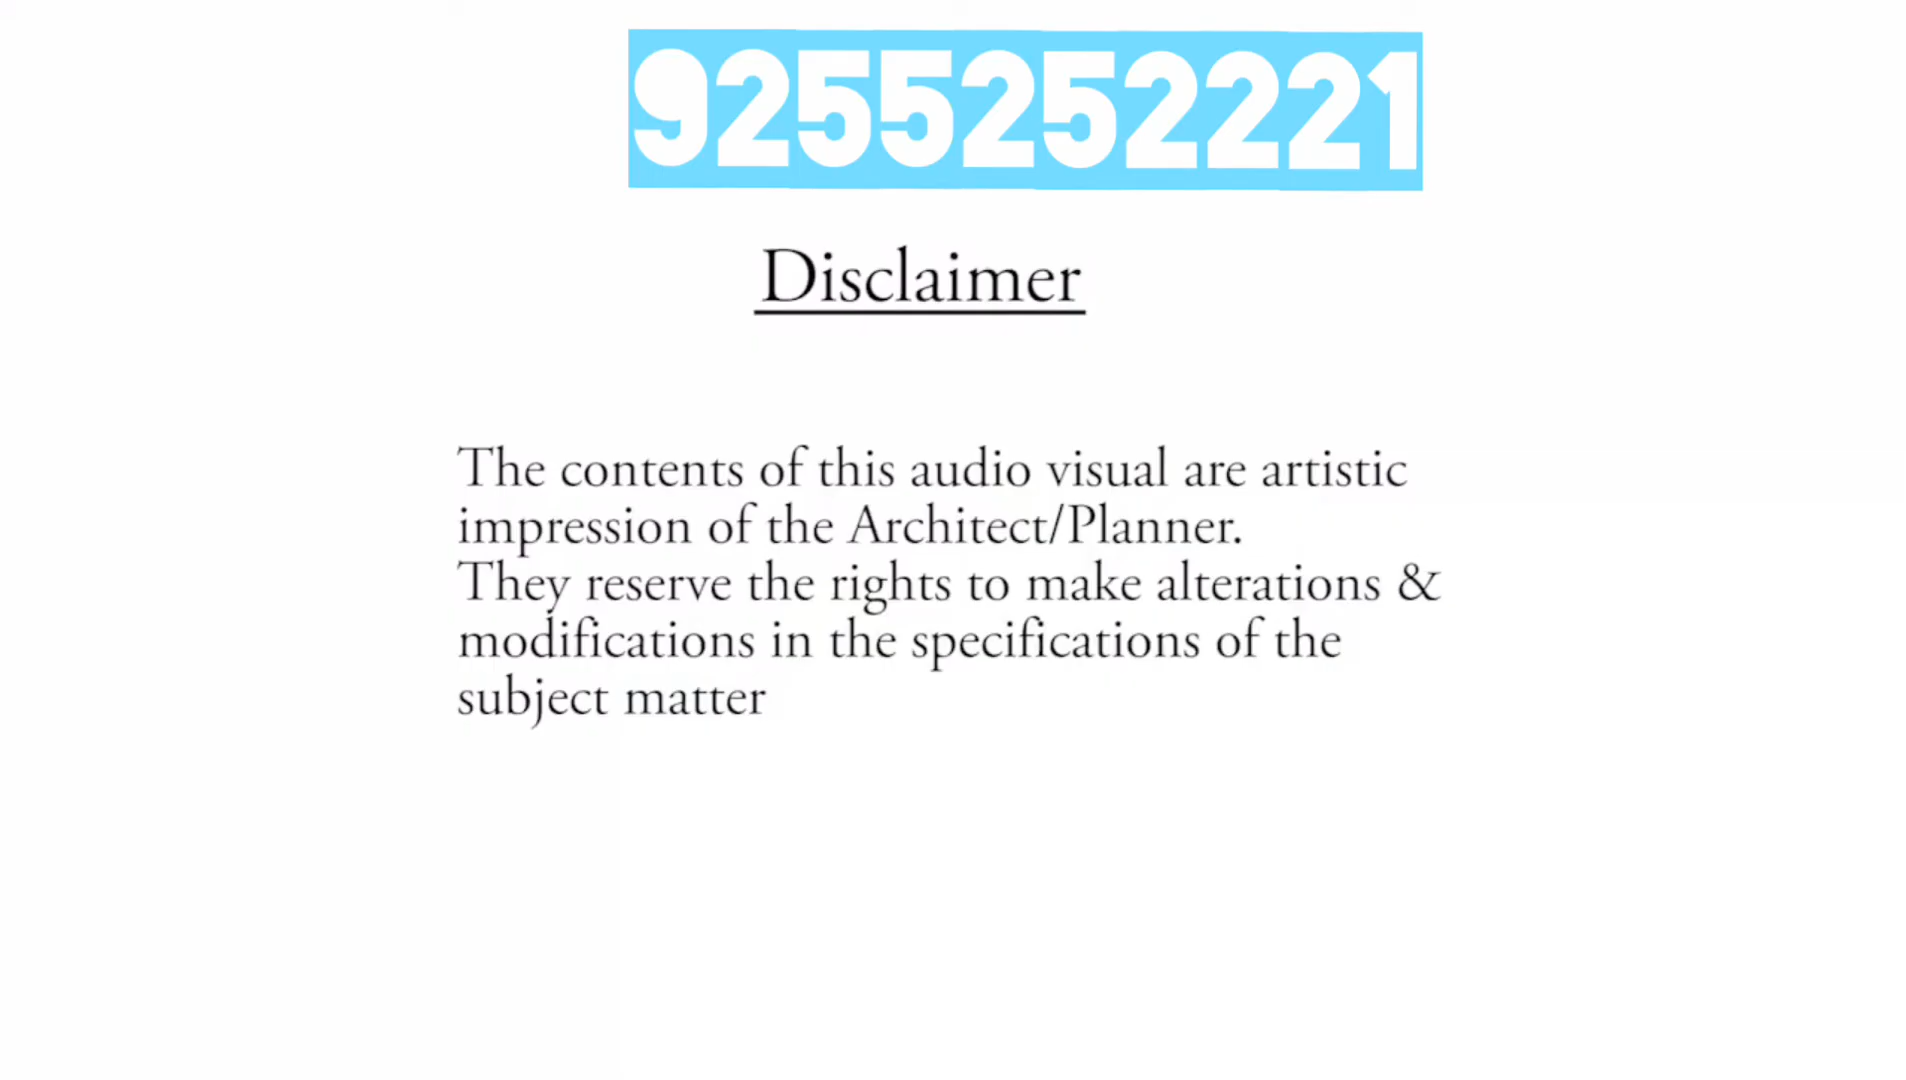 9255252221
Disclaimer
The contents of this audio visual are artistic
impression of the Architect/Planner.
They reserve the rights to make alterations &
modifications in the specifications of the
subject matter